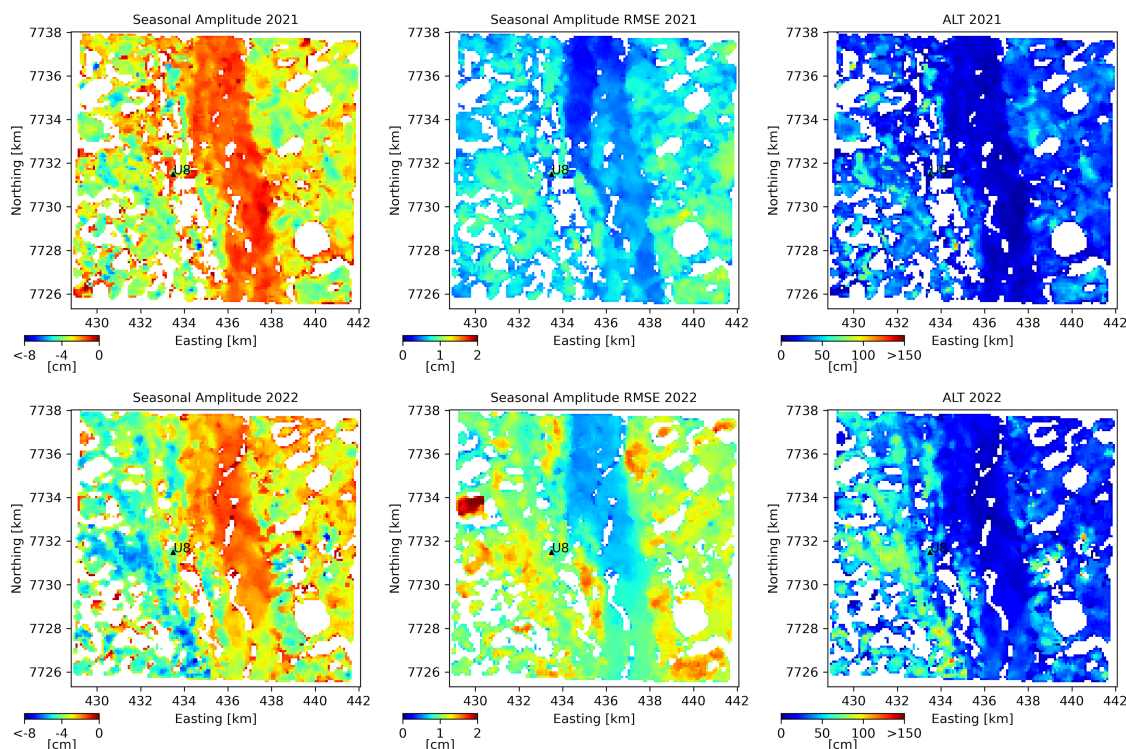 Seasonal Amplitude 2021
Seasonal Amplitude RMSE 2021
ALT 2021
Northing [km]
7738
7736
7734
7732
7730
7728
7726
U8
430 432 434 436 438 440 442
Easting [km]
<-8 -4 0
[cm]
Northing [km]
7738
7736
7734
7732
7730
7728
7726
U8
430 432 434 436 438 440 442
Easting [km]
0 1 2
[cm]
Northing [km]
7738
7736
7734
7732
7730
7728
7726
U8
430 432 434 436 438 440 442
Easting [km]
0 50 100 >150
[cm]
Seasonal Amplitude 2022
Seasonal Amplitude RMSE 2022
ALT 2022
Northing [km]
7738
7736
7734
7732
7730
7728
7726
U8
430 432 434 436 438 440 442
Easting [km]
<-8 -4 0
[cm]
Northing [km]
7738
7736
7734
7732
7730
7728
7726
U8
430 432 434 436 438 440 442
Easting [km]
0 1 2
[cm]
Northing [km]
7738
7736
7734
7732
7730
7728
7726
U8
430 432 434 436 438 440 442
Easting [km]
0 50 100 >150
[cm]